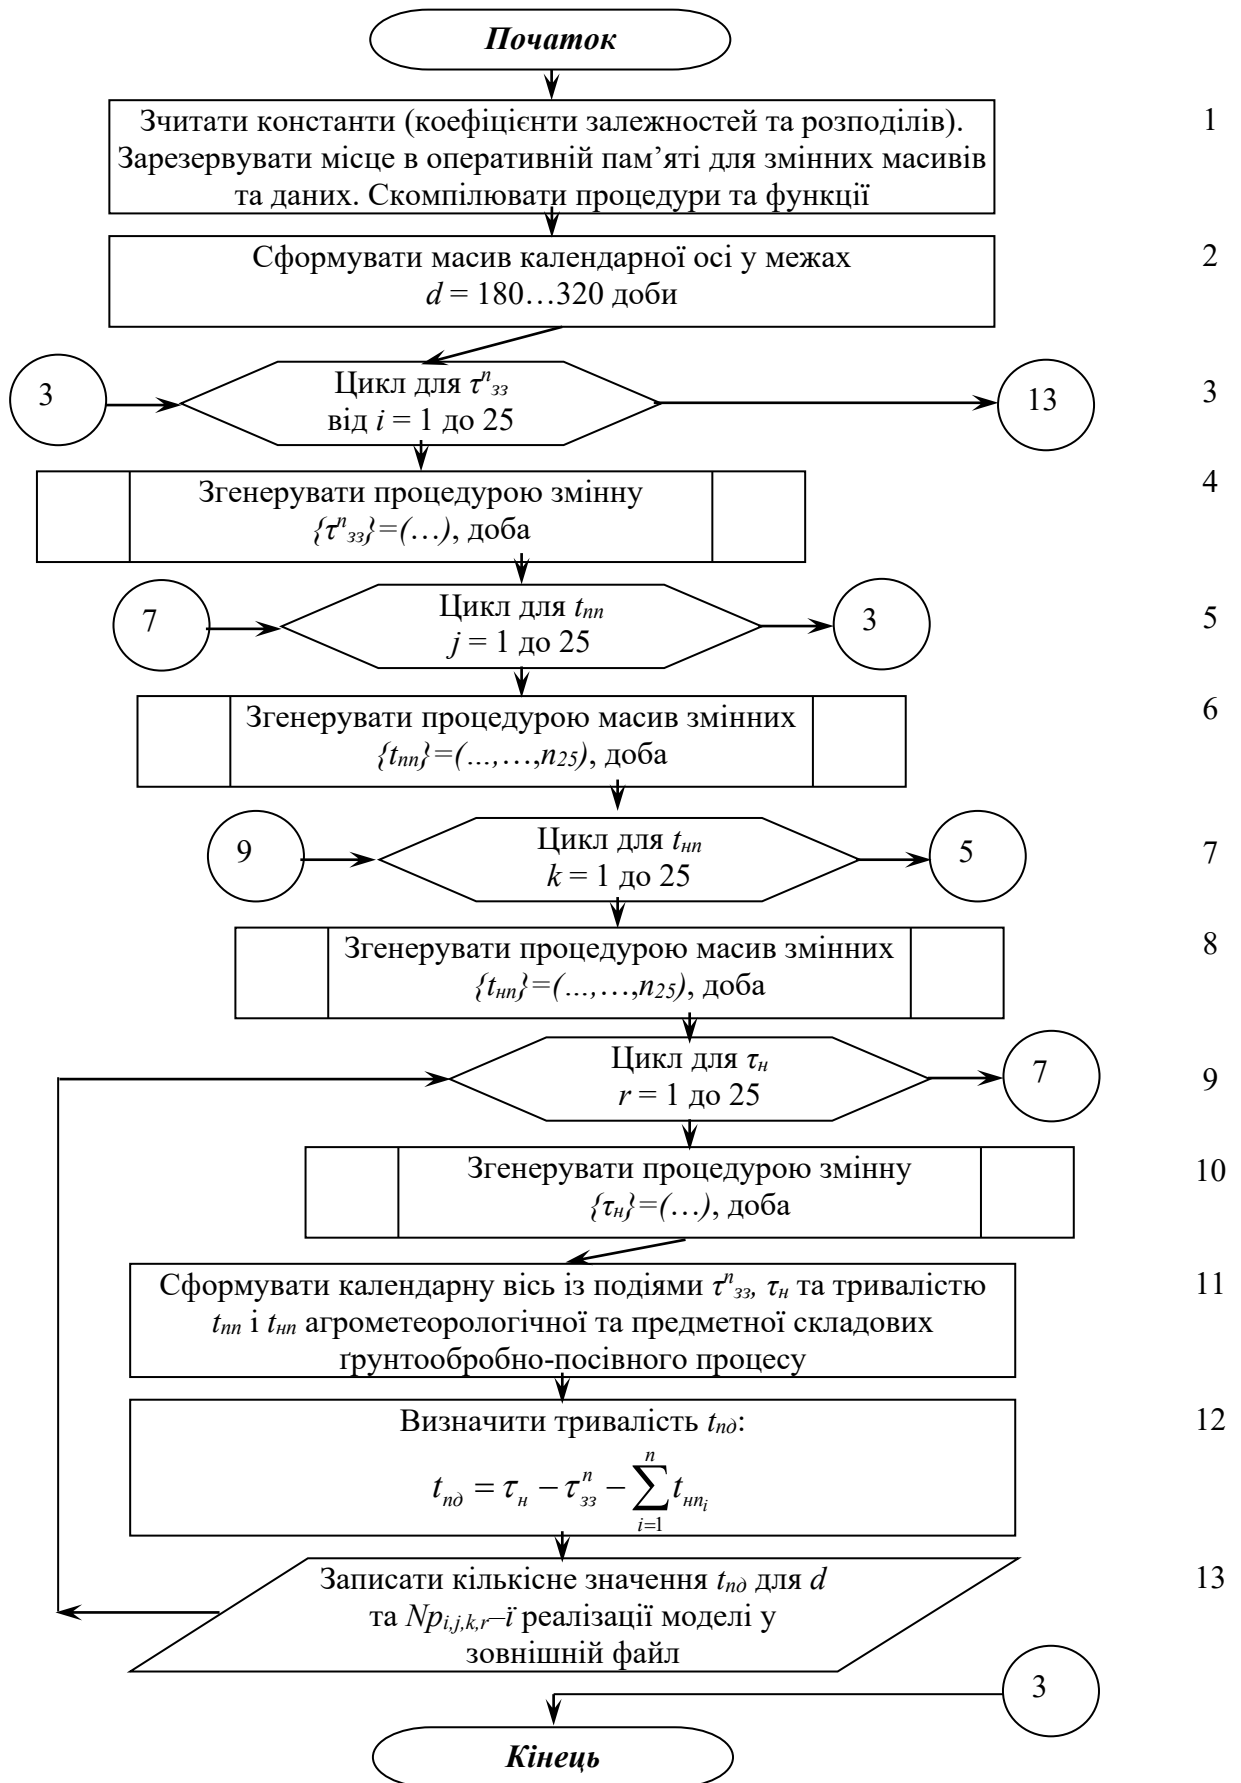 Початок
Зчитати константи (коефіцієнти залежностей та розподілів). 1
Зарезервувати місце в оперативній пам’яті для змінних масивів
та даних. Скомпілювати процедури та функції
Сформувати масив календарної осі у межах 2
d = 180…320 доби
3 Цикл для τⁿзз 13 3
від i = 1 до 25
Згенерувати процедурою змінну 4
{τⁿзз}=(…), доба
7 Цикл для tпп 3 5
j = 1 до 25
Згенерувати процедурою масив змінних 6
{tпп}=(…,…,n25), доба
9 Цикл для tнп 5 7
k = 1 до 25
Згенерувати процедурою масив змінних 8
{tнп}=(…,…,n25), доба
Цикл для τн 7 9
r = 1 до 25
Згенерувати процедурою змінну 10
{τн}=(…), доба
Сформувати календарну вісь із подіями τⁿзз, τн та тривалістю 11
tпп і tнп агрометеорологічної та предметної складових
ґрунтообробно-посівного процесу
Визначити тривалість tпд: 12
tпд = τн − τⁿзз − ∑ⁿi=1 tнпi
Записати кількісне значення tпд для d 13
та Npi,j,k,r–ї реалізації моделі у
зовнішній файл
3
Кінець